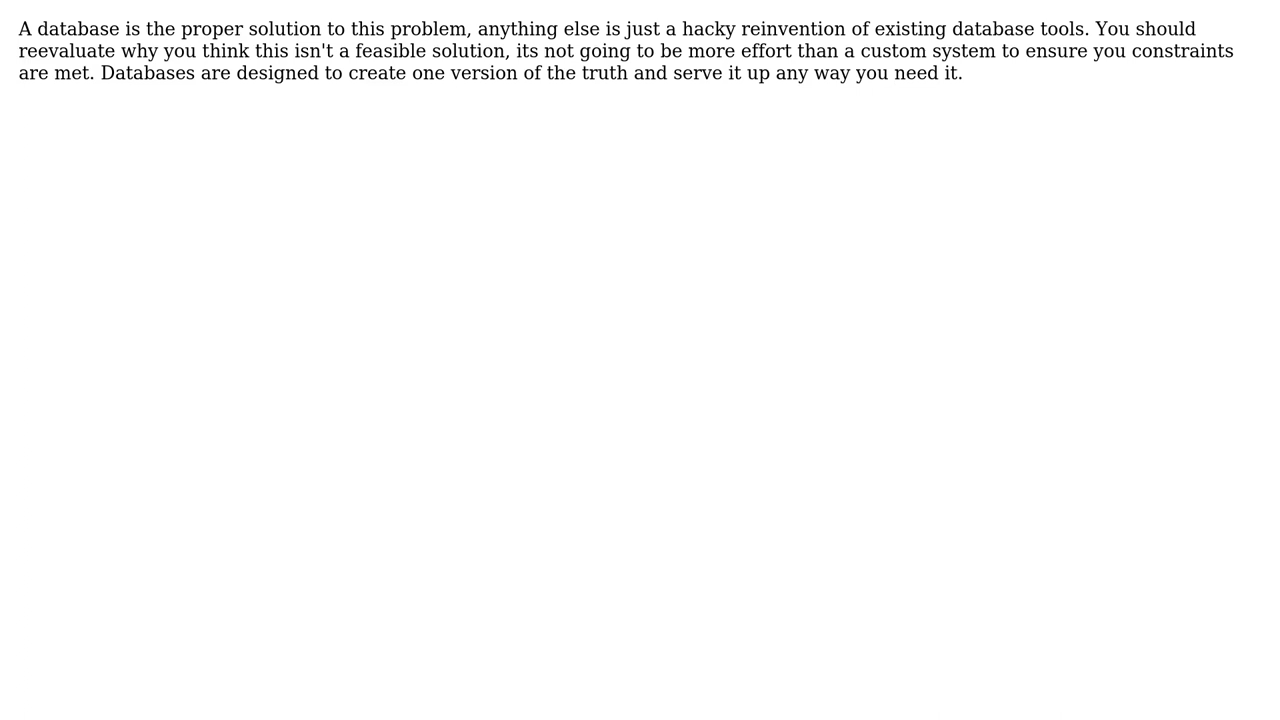 A database is the proper solution to this problem, anything else is just a hacky reinvention of existing database tools. You should
reevaluate why you think this isn't a feasible solution, its not going to be more effort than a custom system to ensure you constraints
are met. Databases are designed to create one version of the truth and serve it up any way you need it.